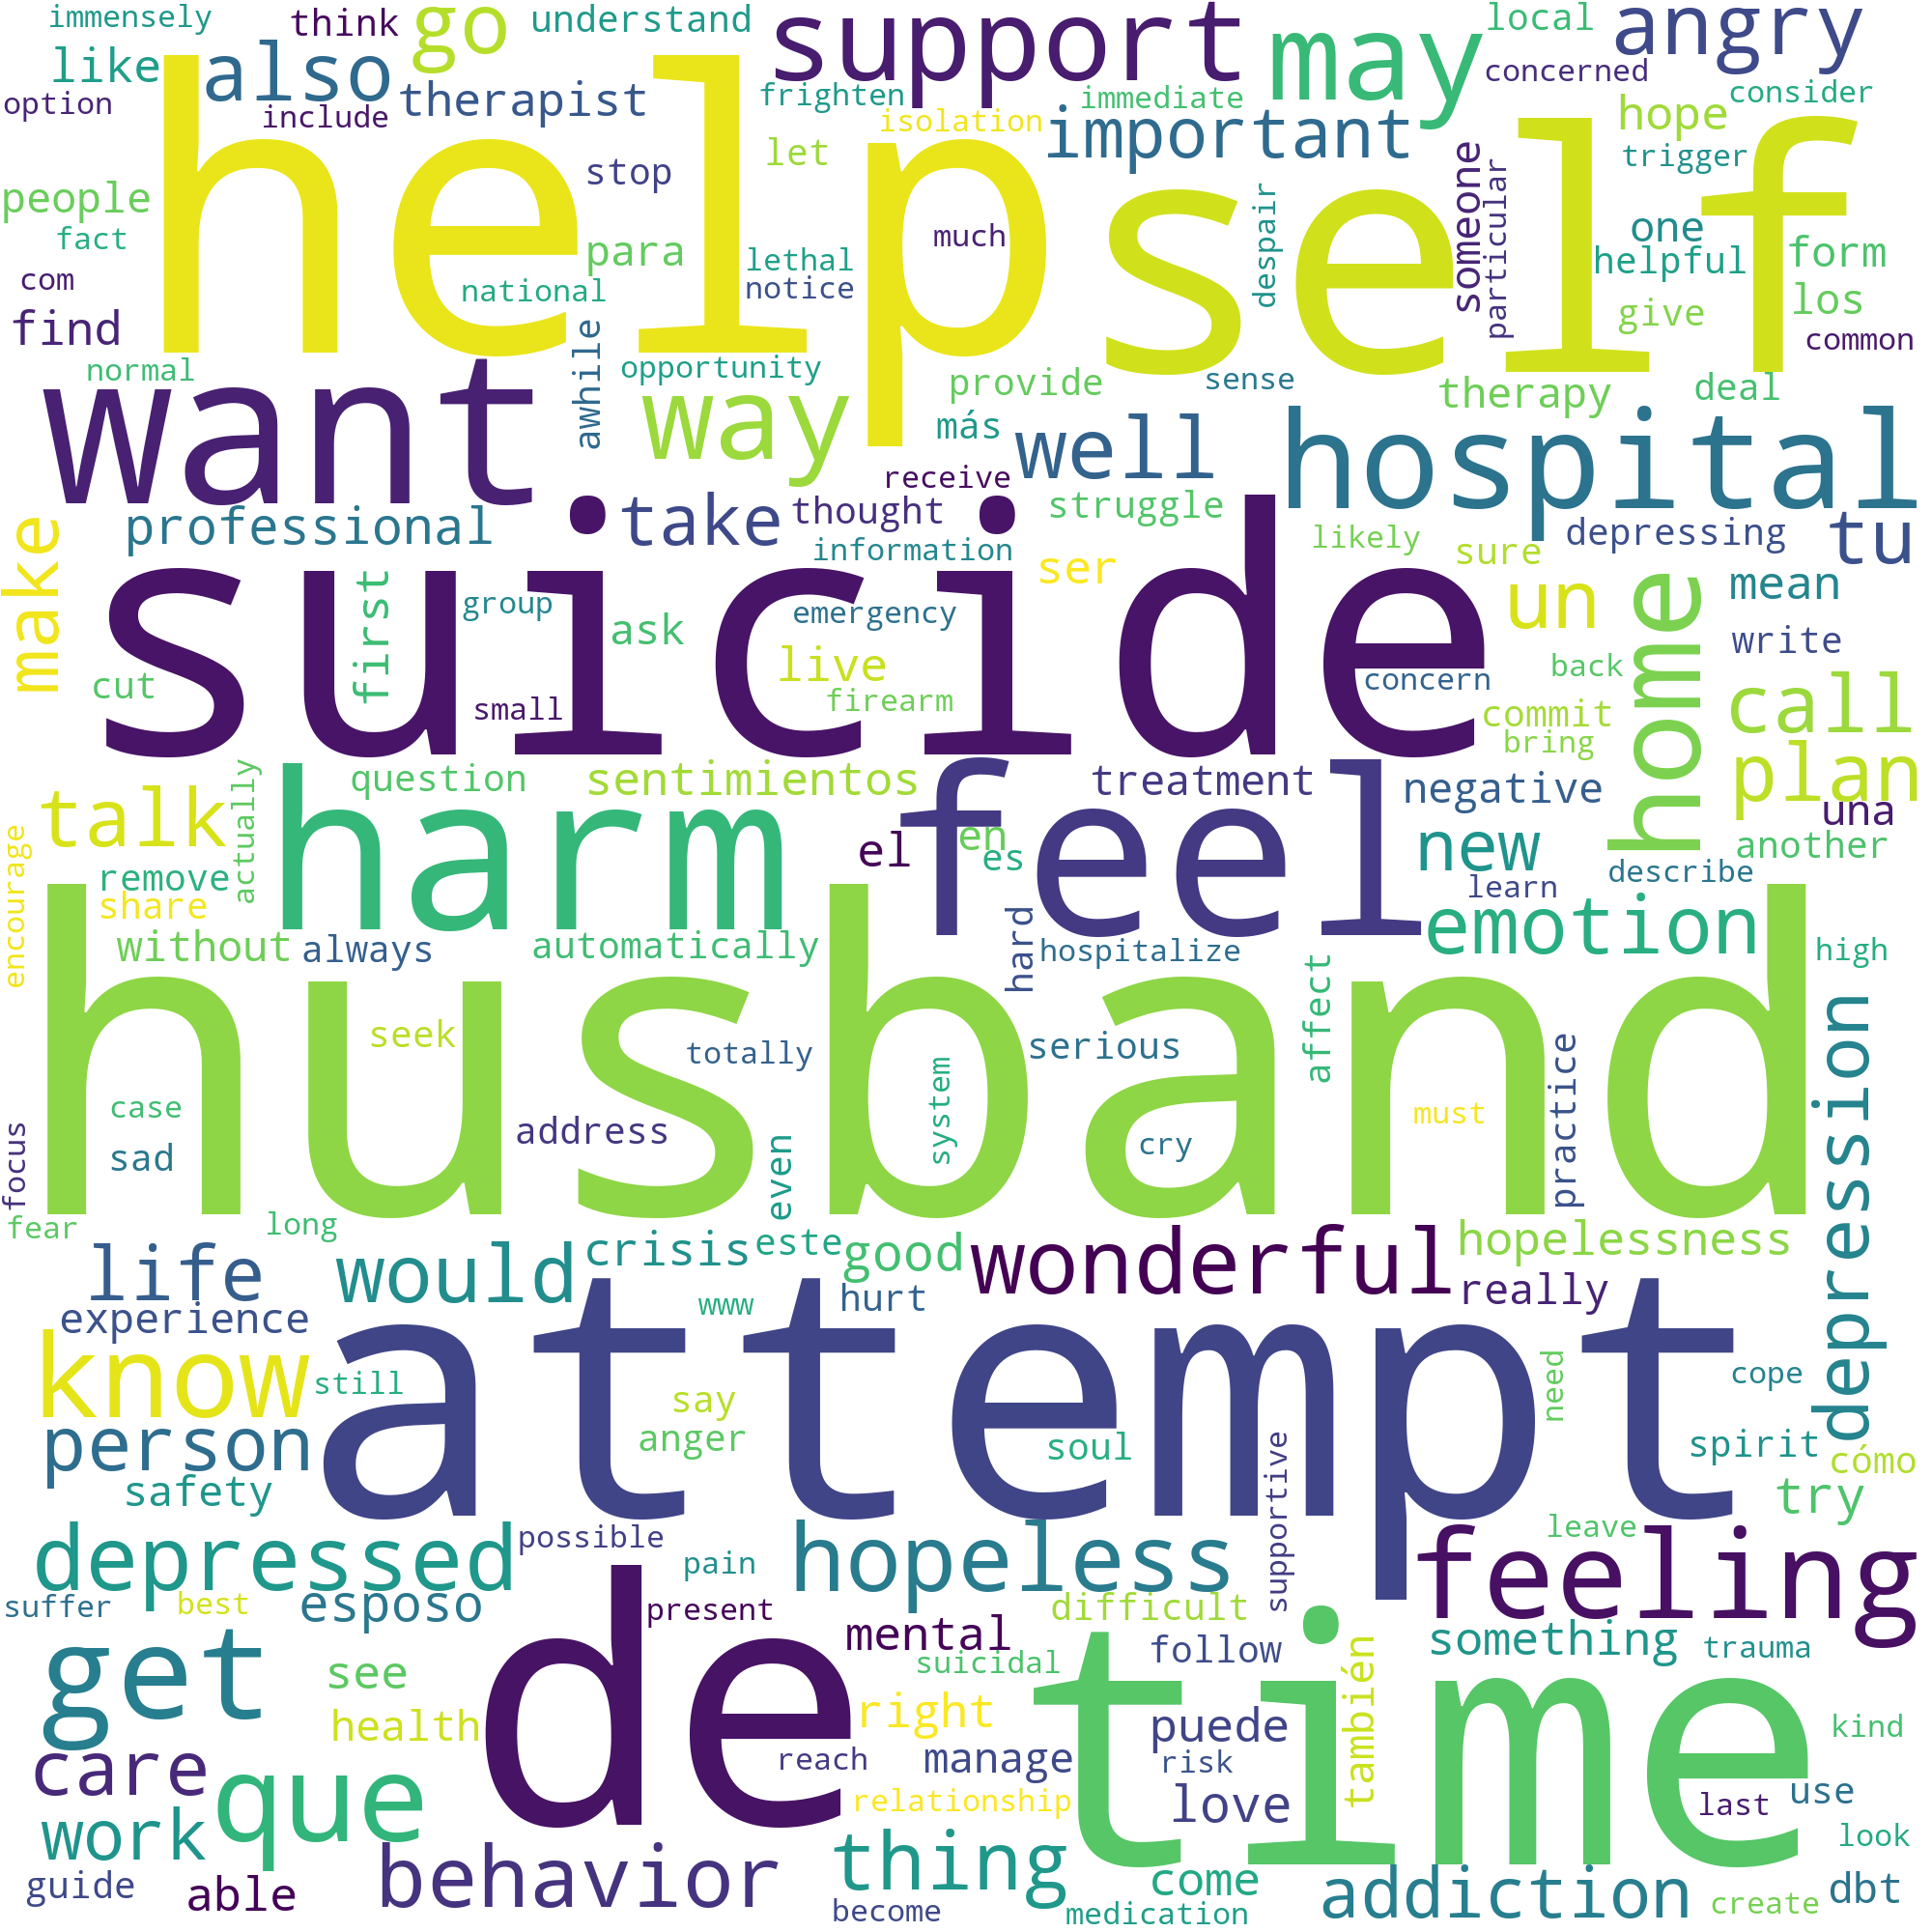 immensely
think
go
understand
support
may
local
angry
like
also
therapist
frighten
immediate
concerned
consider
option
include
help
isolation
important
self
hope
trigger
people
stop
let
someone
particular
fact
para
much
despair
one
helpful
form
com
national
lethal
notice
give
los
find
awhile
opportunity
common
normal
want
way
provide
sense
therapy
deal
más
well
hospital
receive
professional
take
thought
struggle
likely
depressing
tu
make
suicide
information
ser
sure
first
group
ask
emergency
un
home
mean
write
cut
small
live
firearm
concern
back
call
commit
bring
plan
actually
question
sentimientos
feel
treatment
negative
una
talk
harm
el
en
es
new
another
encourage
remove
share
learn
describe
emotion
without
always
automatically
hard
hospitalize
affect
high
husband
seek
totally
system
serious
practice
depression
case
sad
address
even
cry
must
focus
fear
long
life
would
crisis
este
good
wonderful
hopelessness
experience
www
hurt
really
know
still
attempt
say
need
cope
person
anger
soul
supportive
spirit
cómo
safety
try
depressed
possible
pain
hopeless
leave
feeling
suffer
best
esposo
present
difficult
get
see
de
mental
suicidal
time
follow
something
trauma
health
right
puede
también
kind
care
que
reach
manage
risk
relationship
love
last
use
work
look
guide
able
behavior
thing
become
come
medication
addiction
create
dbt